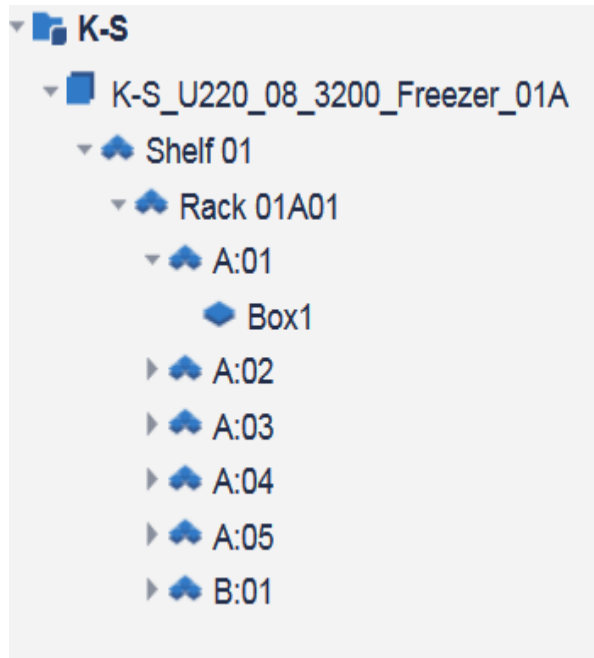 K-S
K-S_U220_08_3200_Freezer_01A
Shelf 01
Rack 01A01
A:01
Box1
A:02
A:03
A:04
A:05
B:01